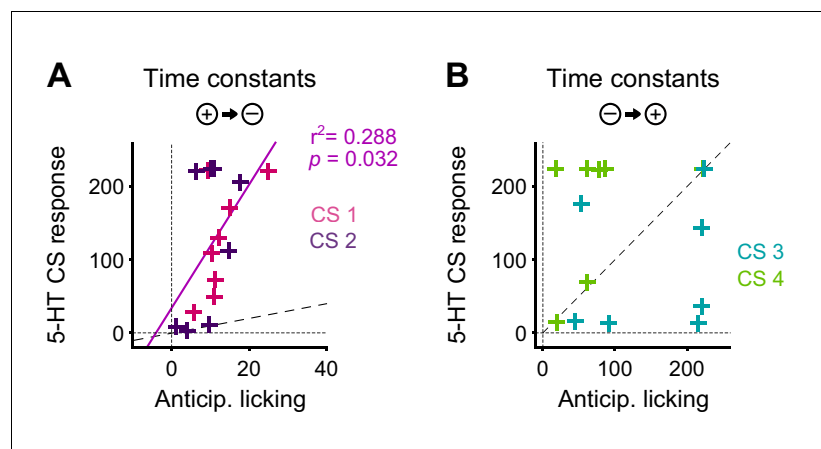 A
Time constants
+ → −
r²= 0.288
p = 0.032
CS 1
CS 2
5-HT CS response
200
100
0
0 20 40
Anticip. licking
B
Time constants
− → +
CS 3
CS 4
5-HT CS response
200
100
0
0 100 200
Anticip. licking